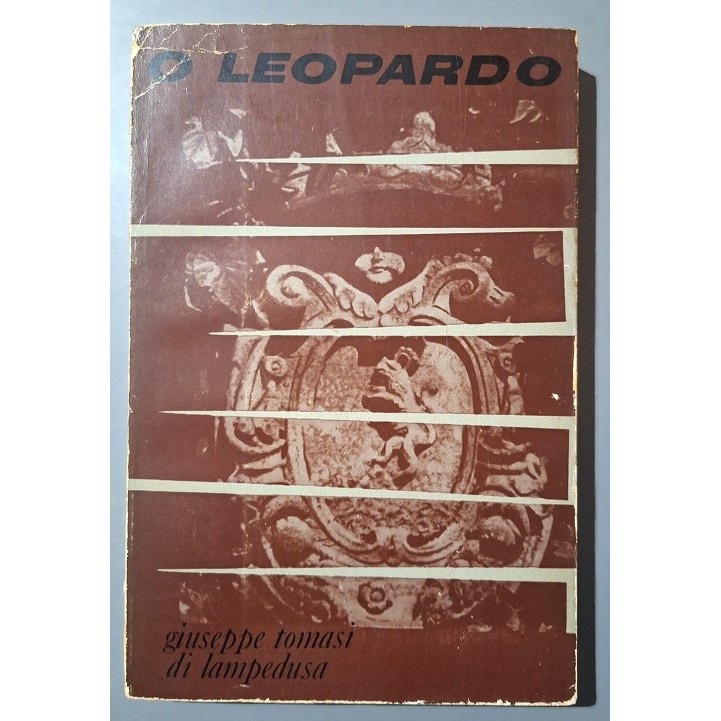 O LEOPARDO
giuseppe tomasi
di lampedusa